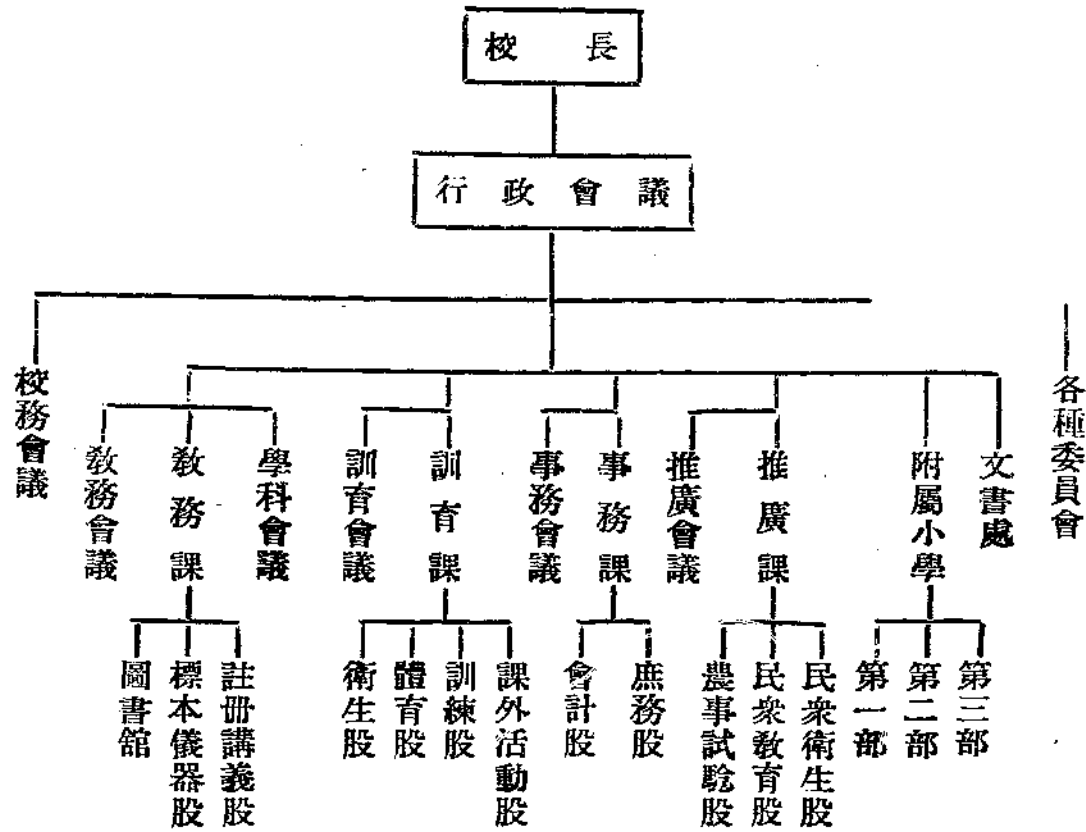 校長
行政會議
校務會議
各種委員會
教務會議
教務課
學科會議
訓育會議
訓育課
事務會議
事務課
推廣會議
推廣課
附屬小學
文書處
圖書館
標本儀器股
註册講義股
衛生股
體育股
訓練股
課外活動股
會計股
庶務股
農事試驗股
民衆教育股
民衆衛生股
第一部
第二部
第三部